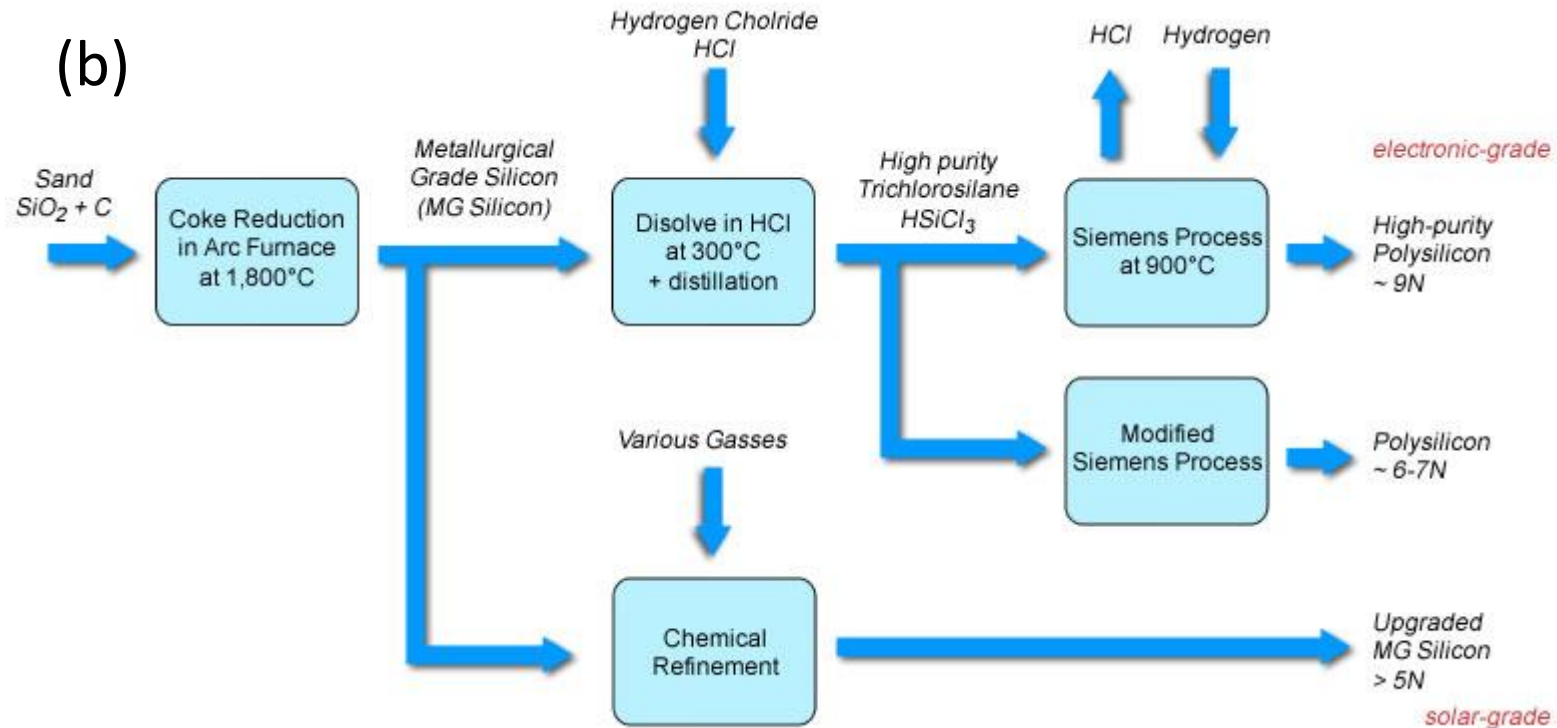 (b)
Hydrogen Cholride
HCl
HCl
Hydrogen
Sand
SiO₂ + C
Coke Reduction
in Arc Furnace
at 1,800°C
Metallurgical
Grade Silicon
(MG Silicon)
Disolve in HCl
at 300°C
+ distillation
High purity
Trichlorosilane
HSiCl₃
Siemens Process
at 900°C
electronic-grade
High-purity
Polysilicon
~ 9N
Various Gasses
Modified
Siemens Process
Polysilicon
~ 6-7N
Chemical
Refinement
Upgraded
MG Silicon
> 5N
solar-grade